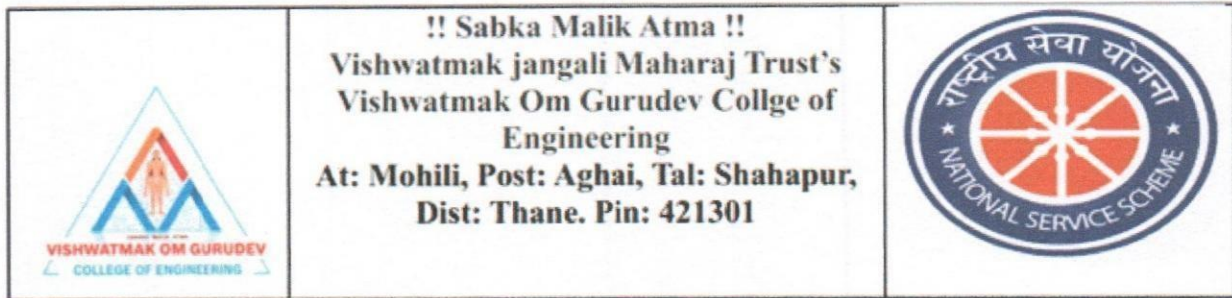 !! Sabka Malik Atma !!
Vishwatmak jangali Maharaj Trust's
Vishwatmak Om Gurudev Collge of
Engineering
At: Mohili, Post: Aghai, Tal: Shahapur,
Dist: Thane. Pin: 421301
VISHWATMAK OM GURUDEV
COLLEGE OF ENGINEERING
राष्ट्रीय सेवा योजना
NATIONAL SERVICE SCHEME